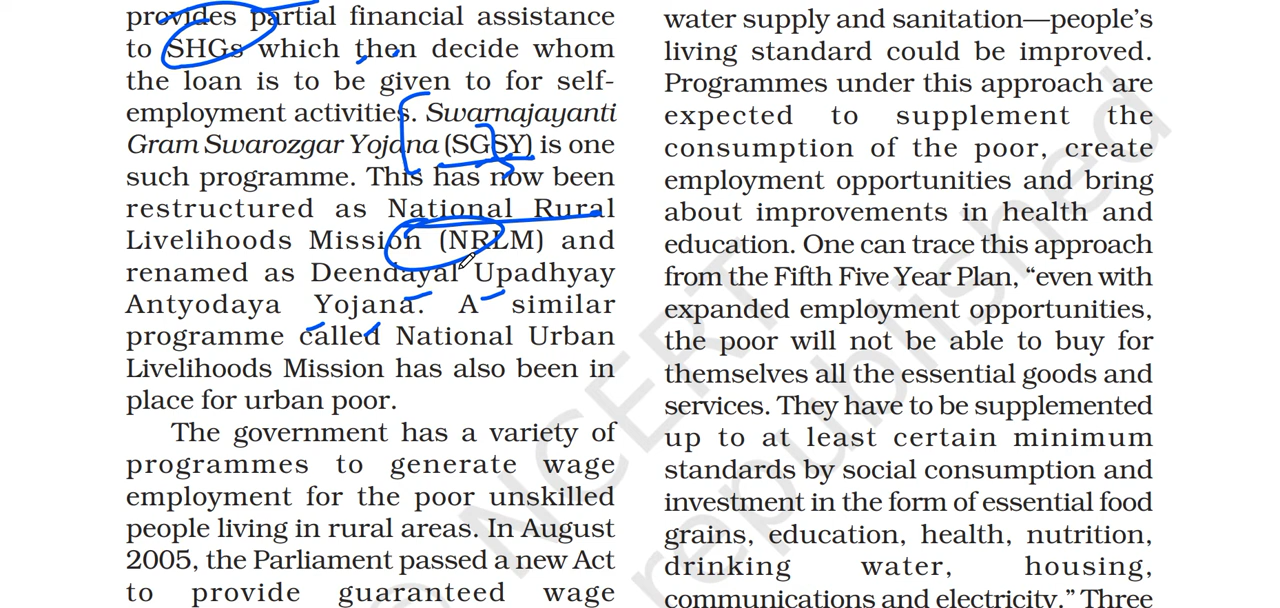 provides partial financial assistance
to SHGs which then decide whom
the loan is to be given to for self-
employment activities. Swarnajayanti
Gram Swarozgar Yojana (SGSY) is one
such programme. This has now been
restructured as National Rural
Livelihoods Mission (NRLM) and
renamed as Deendayal Upadhyay
Antyodaya Yojana. A similar
programme called National Urban
Livelihoods Mission has also been in
place for urban poor.
The government has a variety of
programmes to generate wage
employment for the poor unskilled
people living in rural areas. In August
2005, the Parliament passed a new Act
to provide guaranteed wage
water supply and sanitation—people's
living standard could be improved.
Programmes under this approach are
expected to supplement the
consumption of the poor, create
employment opportunities and bring
about improvements in health and
education. One can trace this approach
from the Fifth Five Year Plan, “even with
expanded employment opportunities,
the poor will not be able to buy for
themselves all the essential goods and
services. They have to be supplemented
up to at least certain minimum
standards by social consumption and
investment in the form of essential food
grains, education, health, nutrition,
drinking water, housing,
communications and electricity.” Three
© NCERT
republished